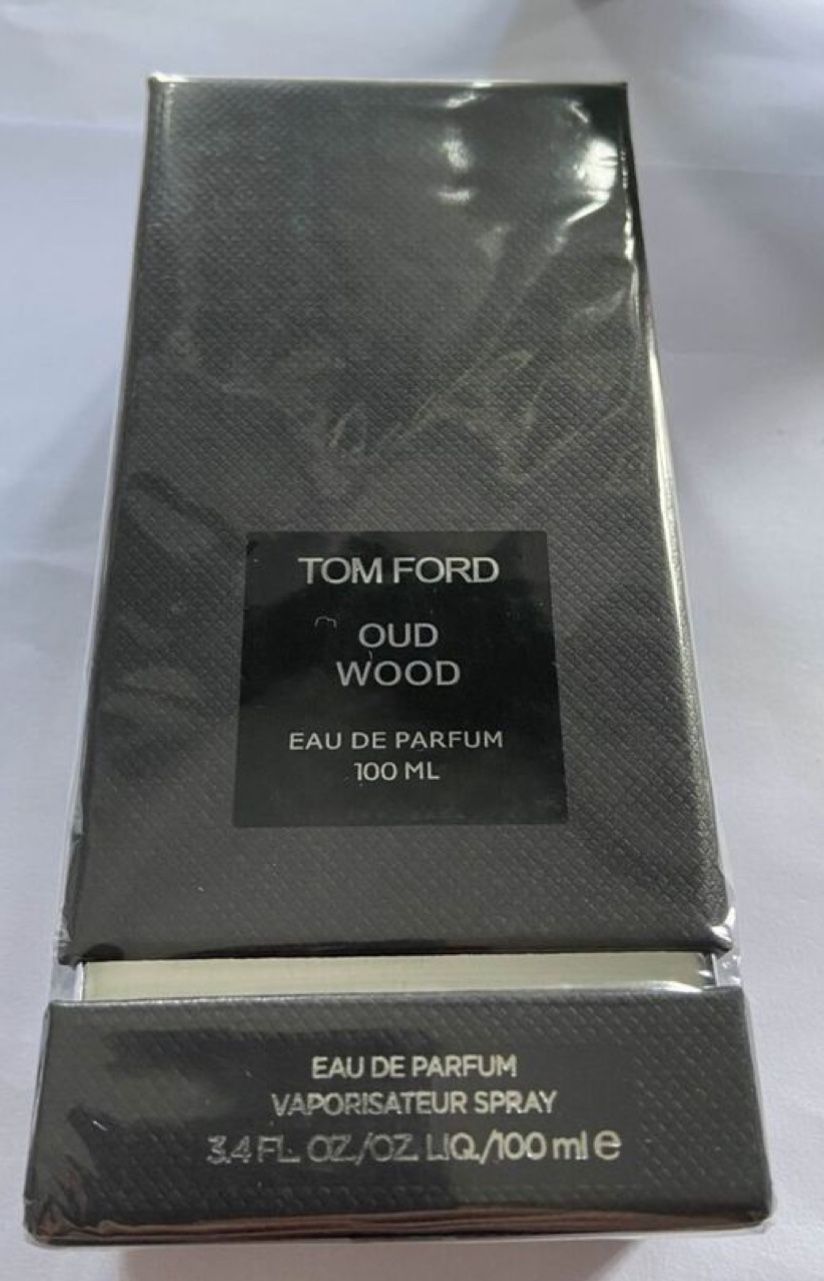 TOM FORD
OUD
WOOD
EAU DE PARFUM
100 ML
EAU DE PARFUM
VAPORISATEUR SPRAY
3.4 FL. OZ./OZ. LIQ./100 ml e